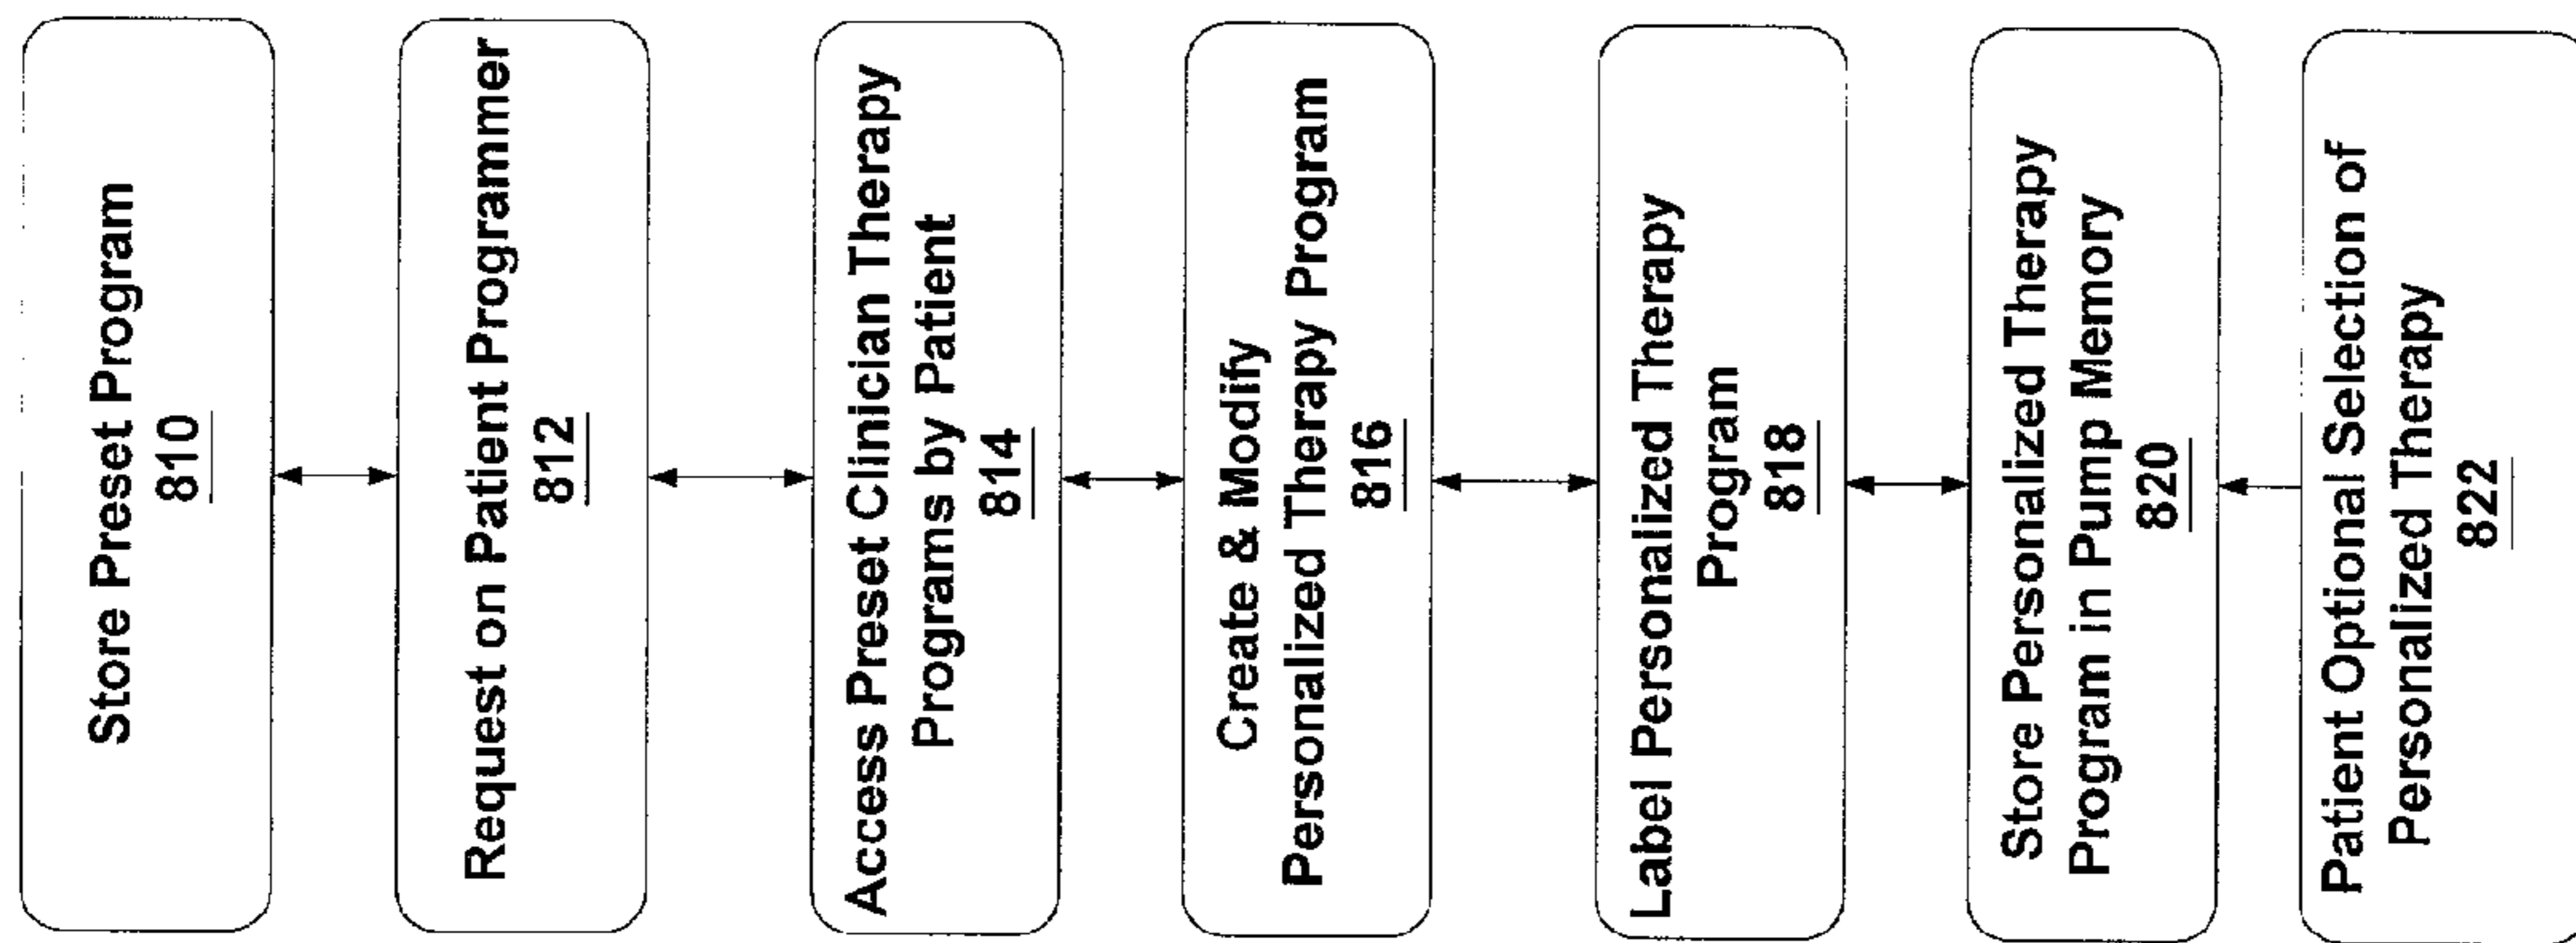 Store Preset Program
810
Request on Patient Programmer
812
Access Preset Clinician Therapy
Programs by Patient
814
Create & Modify
Personalized Therapy Program
816
Label Personalized Therapy
Program
818
Store Personalized Therapy
Program in Pump Memory
820
Patient Optional Selection of
Personalized Therapy
822